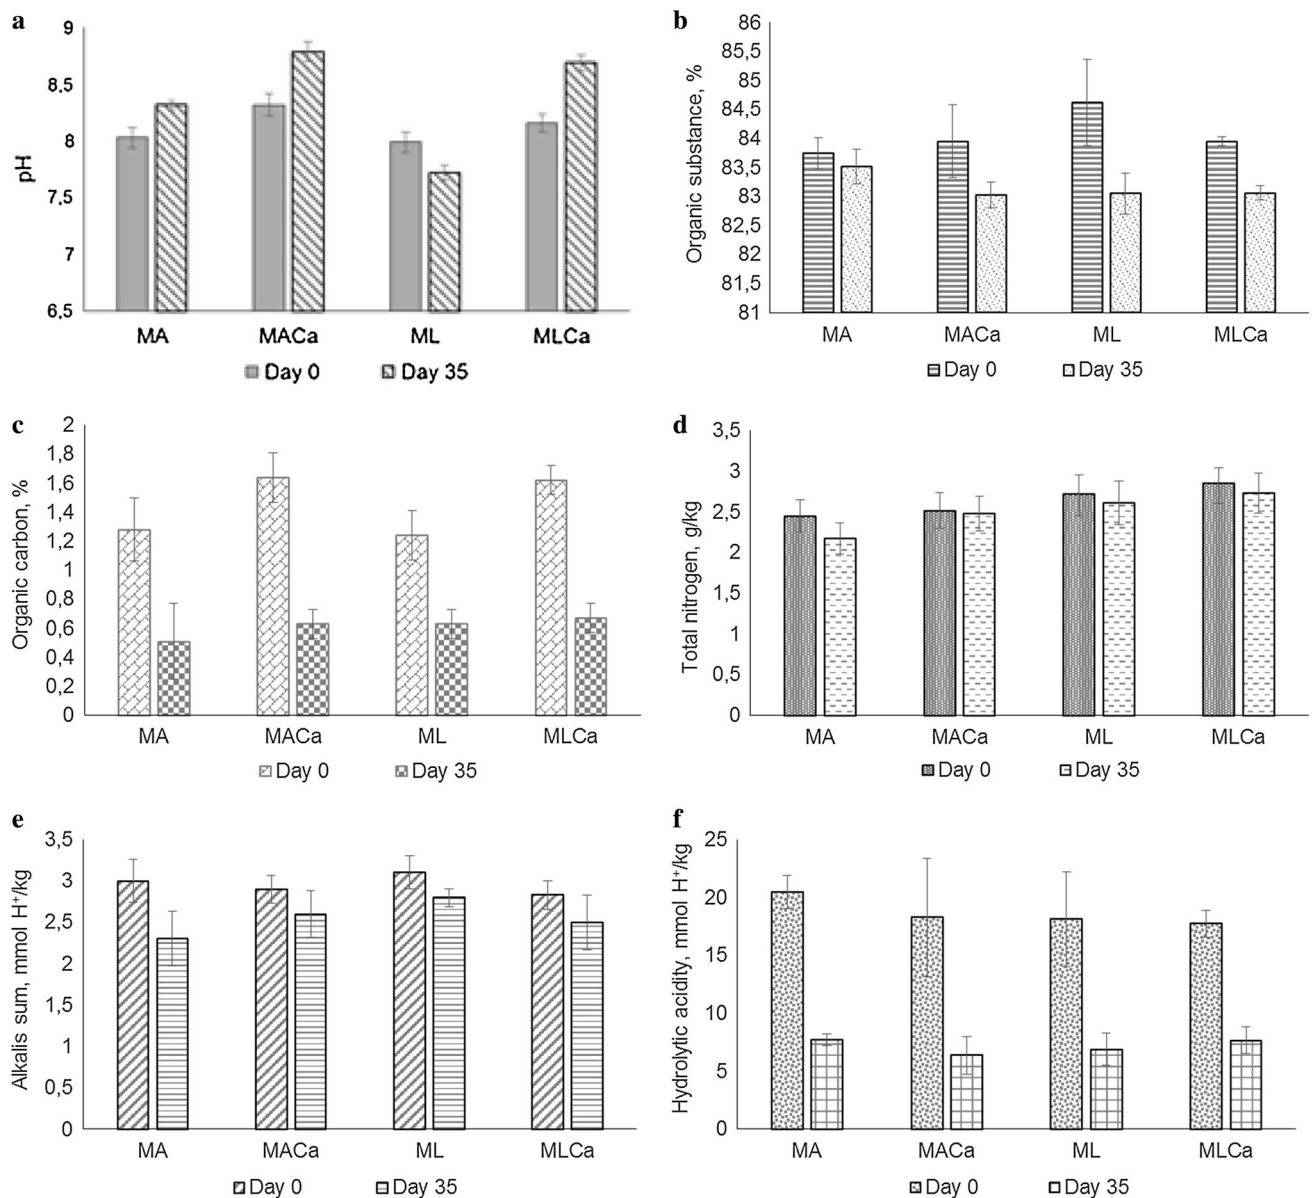 a
9
8.5
8
7.5
7
6.5
pH
MA MACa ML MLCa
Day 0 Day 35
b
86
85,5
85
84,5
84
83,5
83
82,5
82
81,5
81
Organic substance, %
MA MACa ML MLCa
Day 0 Day 35
c
2
1,8
1,6
1,4
1,2
1
0,8
0,6
0,4
0,2
0
Organic carbon, %
MA MACa ML MLCa
Day 0 Day 35
d
3,5
3
2,5
2
1,5
1
0,5
0
Total nitrogen, g/kg
MA MACa ML MLCa
Day 0 Day 35
e
3,5
3
2,5
2
1,5
1
0,5
0
Alkalis sum, mmol H⁺/kg
MA MACa ML MLCa
Day 0 Day 35
f
25
20
15
10
5
0
Hydrolytic acidity, mmol H⁺/kg
MA MACa ML MLCa
Day 0 Day 35